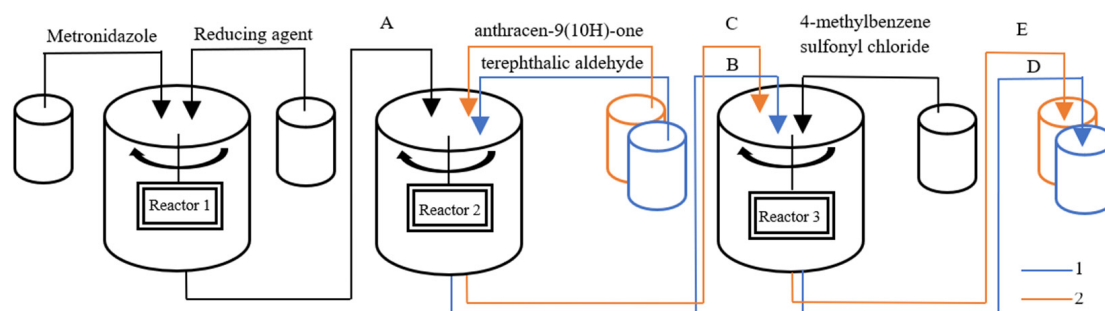 A
C
E
Metronidazole
Reducing agent
anthracen-9(10H)-one
4-methylbenzene
sulfonyl chloride
terephthalic aldehyde
B
D
Reactor 1
Reactor 2
Reactor 3
1
2